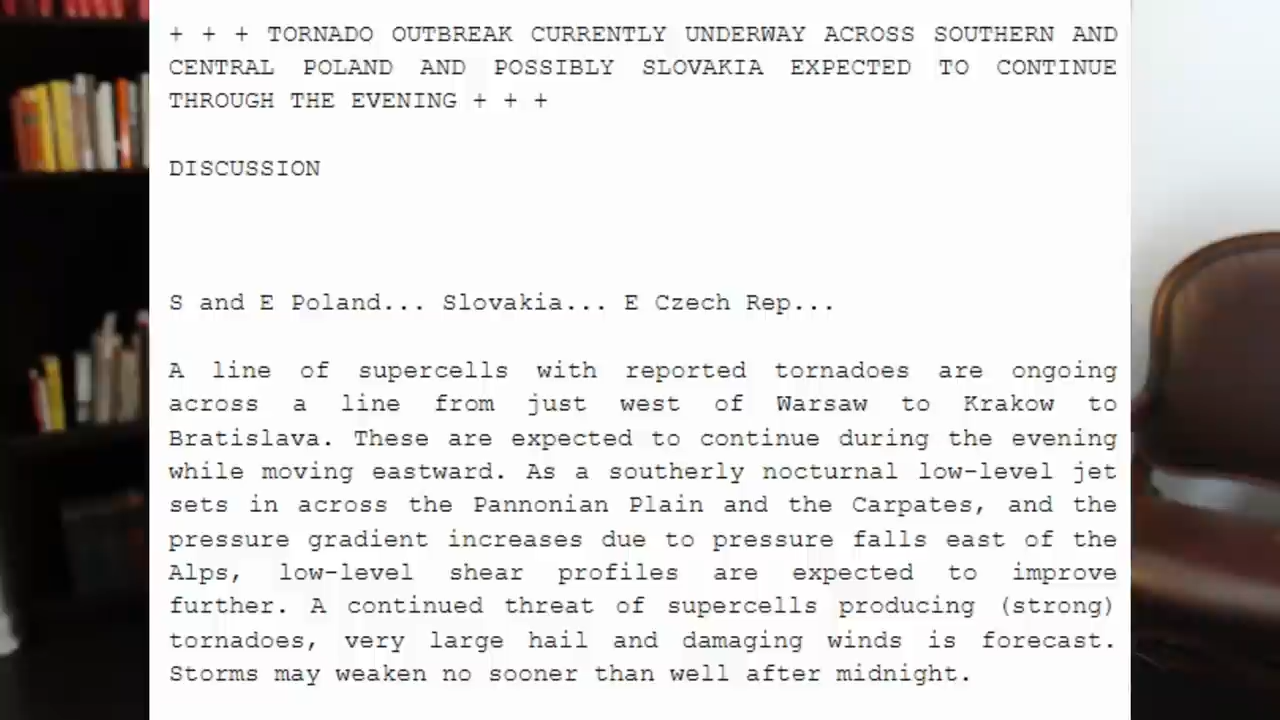 + + + TORNADO OUTBREAK CURRENTLY UNDERWAY ACROSS SOUTHERN AND
CENTRAL POLAND AND POSSIBLY SLOVAKIA EXPECTED TO CONTINUE
THROUGH THE EVENING + + +
DISCUSSION
S and E Poland... Slovakia... E Czech Rep...
A line of supercells with reported tornadoes are ongoing
across a line from just west of Warsaw to Krakow to
Bratislava. These are expected to continue during the evening
while moving eastward. As a southerly nocturnal low-level jet
sets in across the Pannonian Plain and the Carpates, and the
pressure gradient increases due to pressure falls east of the
Alps, low-level shear profiles are expected to improve
further. A continued threat of supercells producing (strong)
tornadoes, very large hail and damaging winds is forecast.
Storms may weaken no sooner than well after midnight.